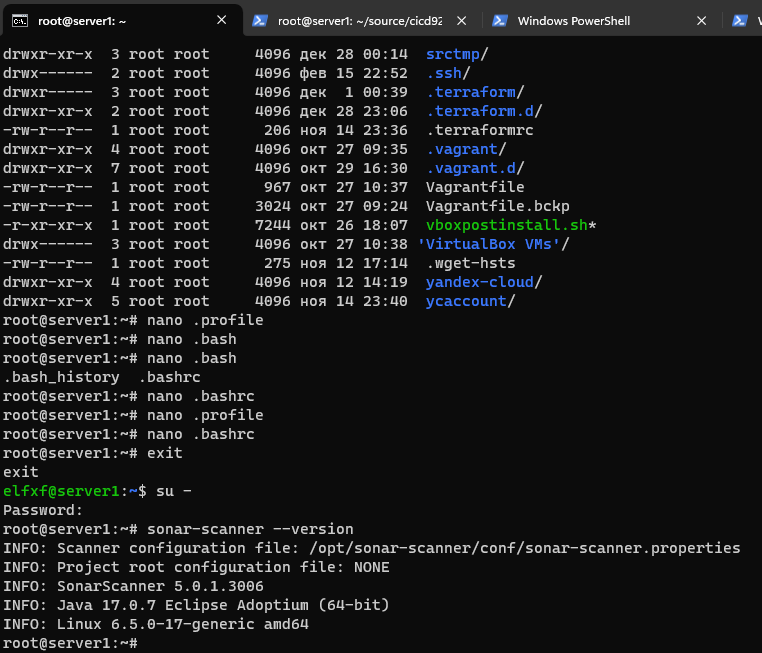 root@server1: ~
root@server1: ~/source/cicd92
Windows PowerShell
drwxr-xr-x  3 root root     4096 дек 28 00:14  srctmp/
drwx------  2 root root     4096 фев 15 22:52  .ssh/
drwxr-----  3 root root     4096 дек  1 00:39  .terraform/
drwxr-xr-x  2 root root     4096 дек 28 23:06  .terraform.d/
-rw-r--r--  1 root root      206 ноя 14 23:36  .terraformrc
drwxr-xr-x  4 root root     4096 окт 27 09:35  .vagrant/
drwxr-xr-x  7 root root     4096 окт 29 16:30  .vagrant.d/
-rw-r--r--  1 root root      967 окт 27 10:37  Vagrantfile
-rw-r--r--  1 root root     3024 окт 27 09:24  Vagrantfile.bckp
-r-xr-xr-x  1 root root     7244 окт 26 18:07  vboxpostinstall.sh*
drwx------  3 root root     4096 окт 27 10:38 'VirtualBox VMs'/
-rw-r--r--  1 root root      275 ноя 12 17:14  .wget-hsts
drwxr-xr-x  4 root root     4096 ноя 12 14:19  yandex-cloud/
drwxr-xr-x  5 root root     4096 ноя 14 23:40  ycaccount/
root@server1:~# nano .profile
root@server1:~# nano .bash
root@server1:~# nano .bash
.bash_history  .bashrc
root@server1:~# nano .bashrc
root@server1:~# nano .profile
root@server1:~# nano .bashrc
root@server1:~# exit
exit
elfxf@server1:~$ su -
Password:
root@server1:~# sonar-scanner --version
INFO: Scanner configuration file: /opt/sonar-scanner/conf/sonar-scanner.properties
INFO: Project root configuration file: NONE
INFO: SonarScanner 5.0.1.3006
INFO: Java 17.0.7 Eclipse Adoptium (64-bit)
INFO: Linux 6.5.0-17-generic amd64
root@server1:~#